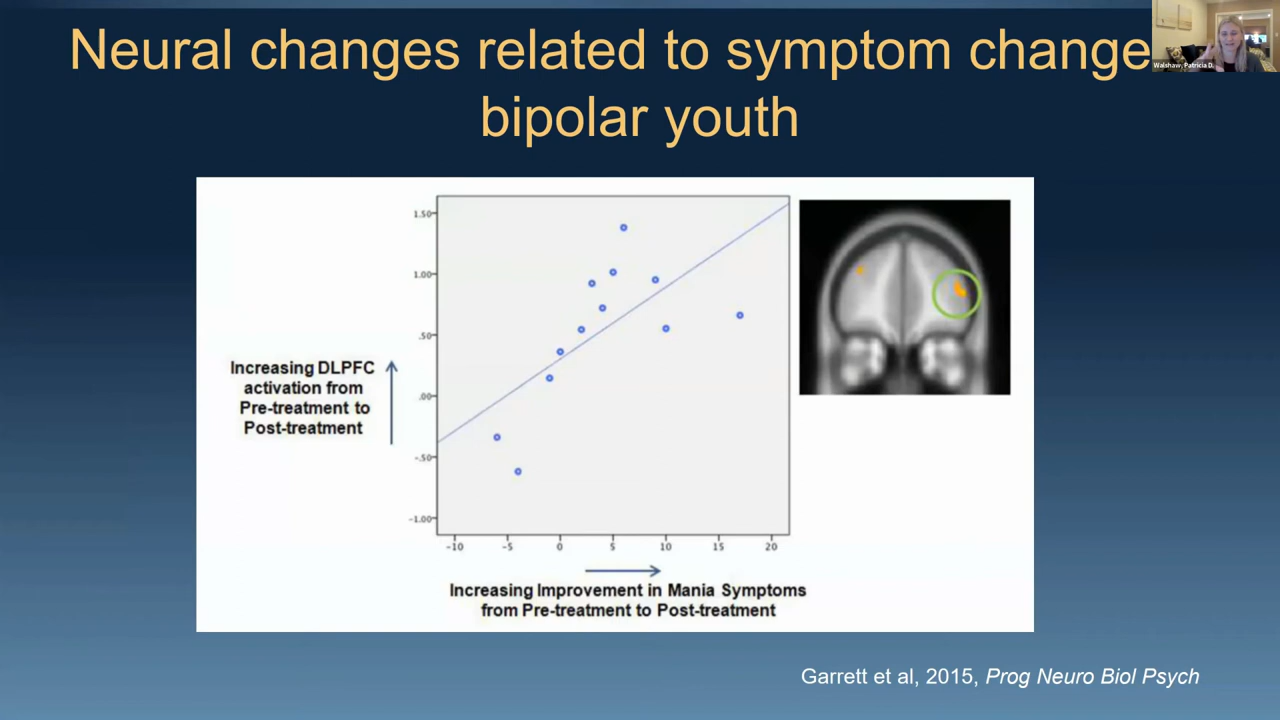 Neural changes related to symptom change
bipolar youth
Walshaw, Patricia D.
1.50
1.00
.50
.00
-.50
-1.00
-10 -5 0 5 10 15 20
Increasing DLPFC
activation from
Pre-treatment to
Post-treatment
Increasing Improvement in Mania Symptoms
from Pre-treatment to Post-treatment
Garrett et al, 2015, Prog Neuro Biol Psych